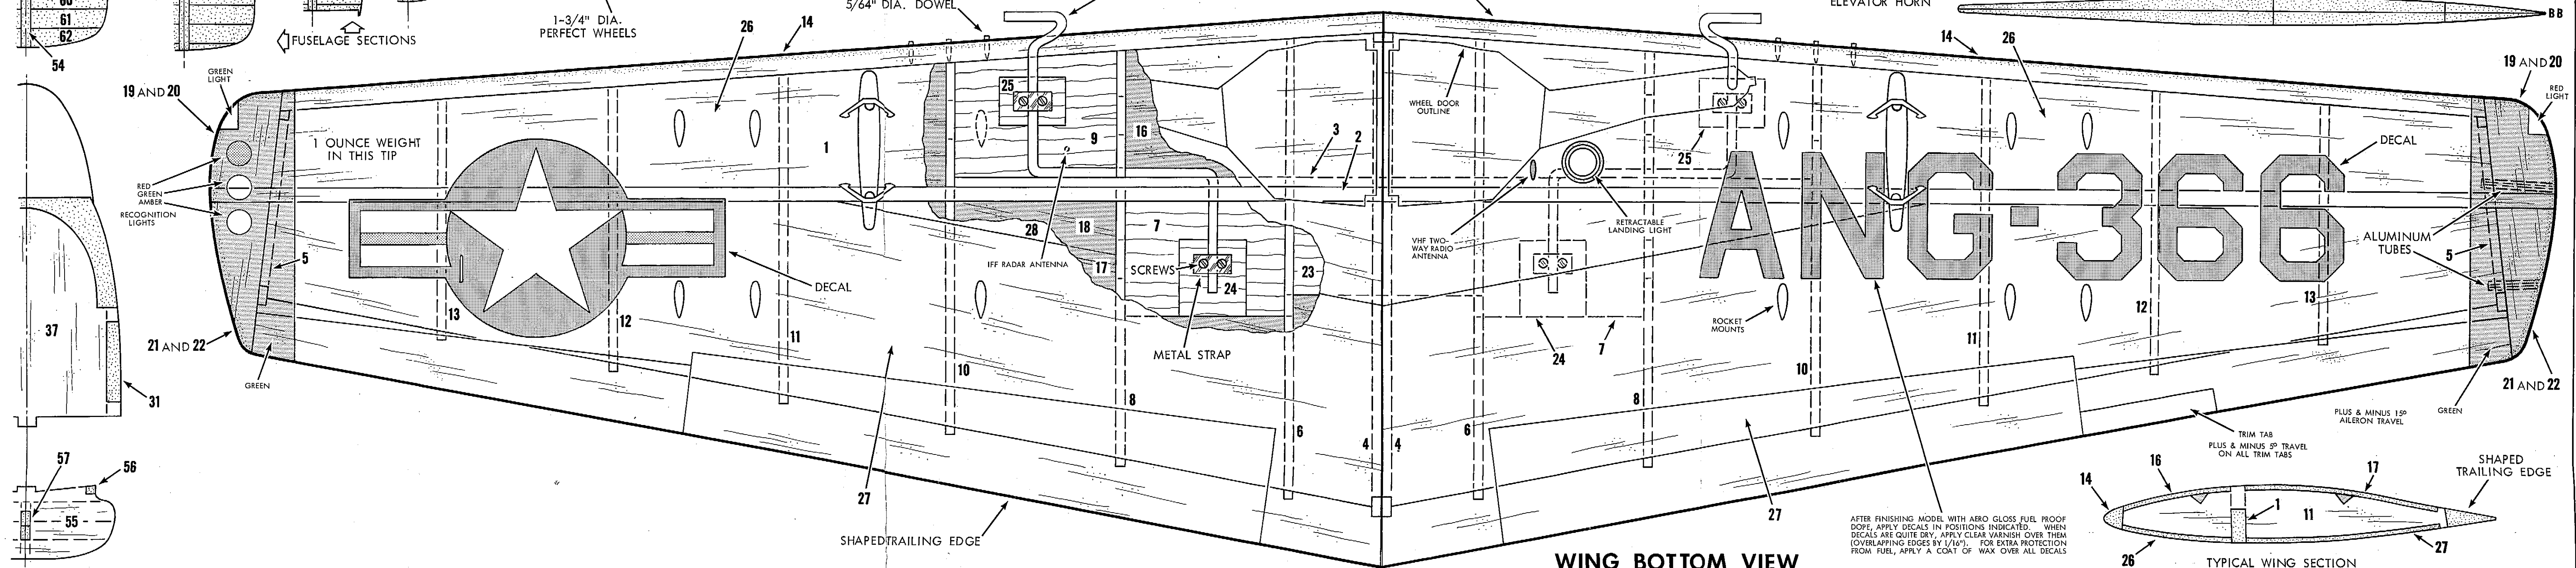 60
61
62
54
FUSELAGE SECTIONS
1-3/4" DIA.
PERFECT WHEELS
5/64" DIA. DOWEL
ELEVATOR HORN
BB
26
14
14
26
19 AND 20
GREEN
LIGHT
19 AND 20
RED
LIGHT
25
1 OUNCE WEIGHT
IN THIS TIP
1
9
16
3
2
WHEEL DOOR
OUTLINE
25
DECAL
RED
GREEN
AMBER
RECOGNITION
LIGHTS
ANG-366
5
28
18
7
IFF RADAR ANTENNA
17
SCREWS
24
23
VHF TWO-
WAY RADIO
ANTENNA
RETRACTABLE
LANDING LIGHT
ALUMINUM
TUBES
5
DECAL
13
12
11
METAL STRAP
24
7
ROCKET
MOUNTS
11
12
13
37
21 AND 22
GREEN
31
10
8
6
4
4
6
8
10
21 AND 22
GREEN
PLUS & MINUS 15°
AILERON TRAVEL
TRIM TAB
PLUS & MINUS 5° TRAVEL
ON ALL TRIM TABS
57
56
55
27
SHAPED TRAILING EDGE
27
WING BOTTOM VIEW
AFTER FINISHING MODEL WITH AERO GLOSS FUEL PROOF
DOPE, APPLY DECALS IN POSITIONS INDICATED. WHEN
DECALS ARE QUITE DRY, APPLY CLEAR VARNISH OVER THEM
(OVERLAPPING EDGES BY 1/16"). FOR EXTRA PROTECTION
FROM FUEL, APPLY A COAT OF WAX OVER ALL DECALS
14
16
17
SHAPED
TRAILING EDGE
1
11
26
27
TYPICAL WING SECTION